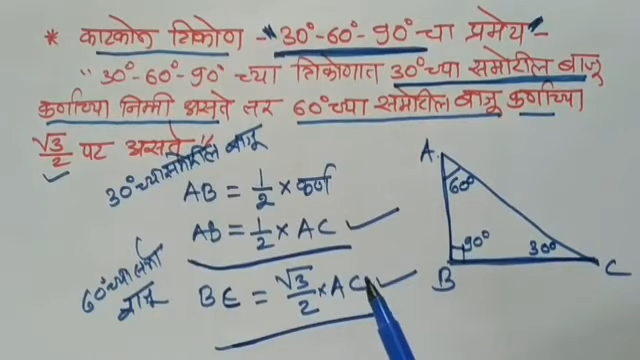 * काटकोन त्रिकोण - "30°-60°-90° चा प्रमेय" -
"30°-60°-90° च्या त्रिकोणात 30° च्या समोरील बाजू
कर्णाच्या निम्मी असते तर 60° च्या समोरील बाजू कर्णाच्या
√3/2 पट असते"
30° च्या समोरील बाजू
AB = 1/2 × कर्ण
AB = 1/2 × AC
60° च्या
बाजू
BC = √3/2 × AC
A
60°
90°
30°
B
C